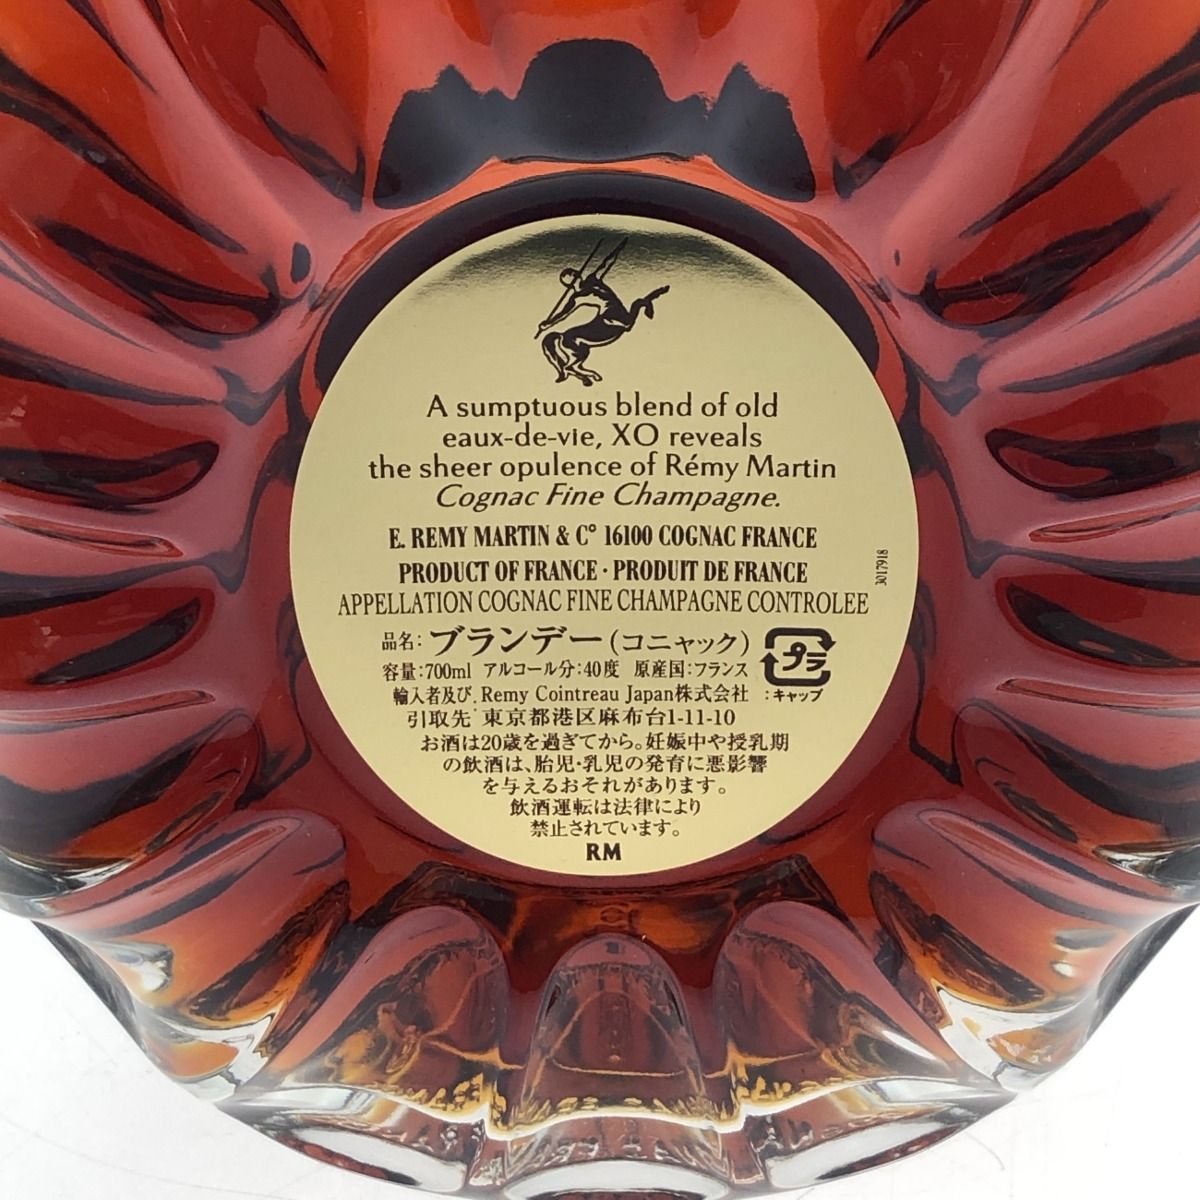 A sumptuous blend of old
eaux-de-vie, XO reveals
the sheer opulence of Rémy Martin
Cognac Fine Champagne.
E. REMY MARTIN & C° 16100 COGNAC FRANCE
PRODUCT OF FRANCE · PRODUIT DE FRANCE
APPELLATION COGNAC FINE CHAMPAGNE CONTROLEE
3017918
品名：ブランデー（コニャック）
プラ
容量：700ml アルコール分：40度 原産国：フランス
：キャップ
輸入者及び Remy Cointreau Japan株式会社
引取先 東京都港区麻布台1-11-10
お酒は20歳を過ぎてから。妊娠中や授乳期
の飲酒は、胎児・乳児の発育に悪影響
を与えるおそれがあります。
飲酒運転は法律により
禁止されています。
RM